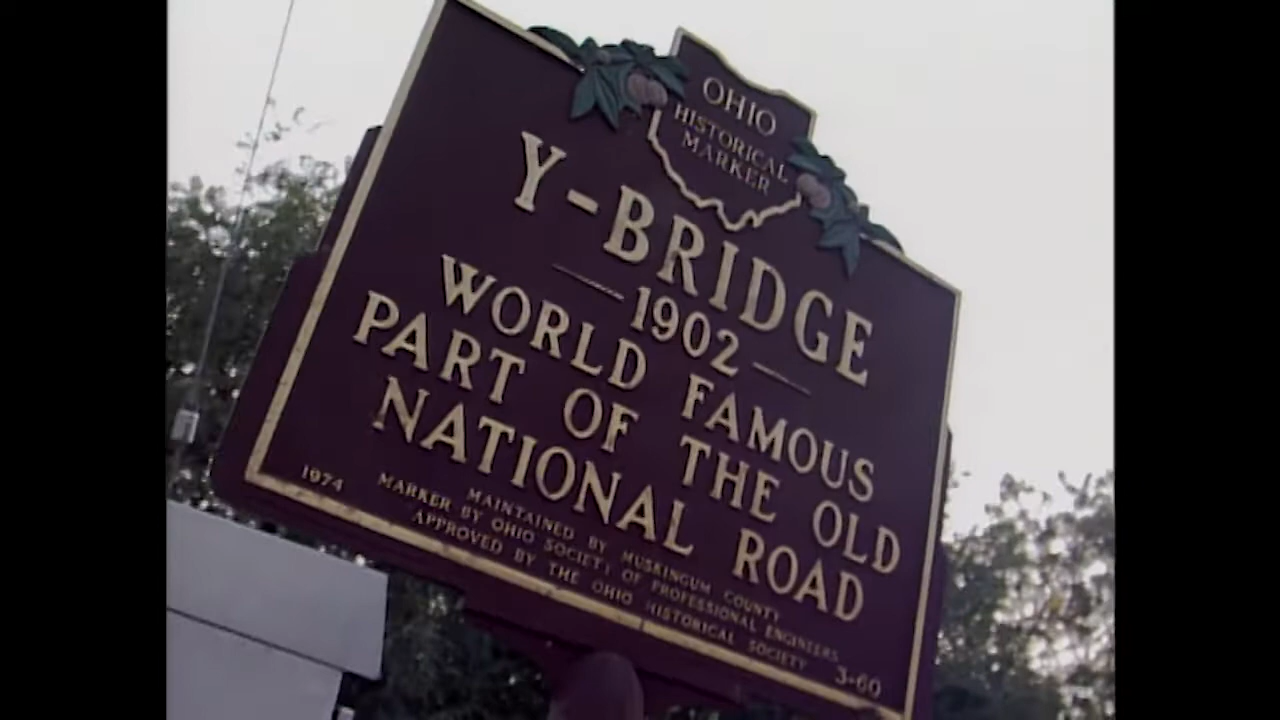 OHIO
HISTORICAL
MARKER
Y-BRIDGE
1902
WORLD FAMOUS
PART OF THE OLD
NATIONAL ROAD
1974
MAINTAINED BY MUSKINGUM COUNTY
MARKER BY OHIO SOCIETY OF PROFESSIONAL ENGINEERS
APPROVED BY THE OHIO HISTORICAL SOCIETY
3-60